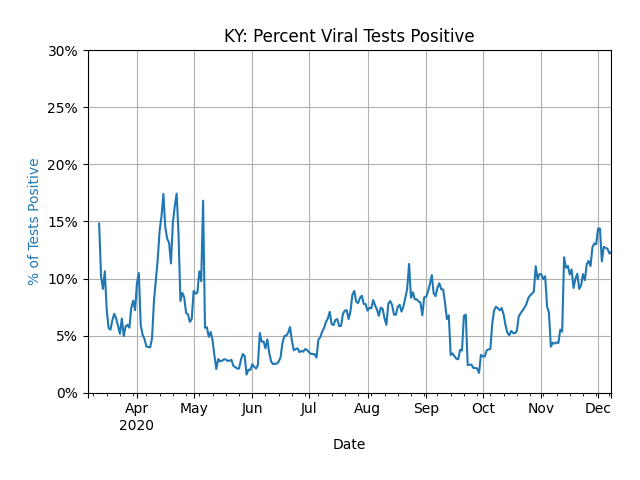 KY: Percent Viral Tests Positive
30%
25%
20%
15%
10%
5%
0%
% of Tests Positive
Apr May Jun Jul Aug Sep Oct Nov Dec
2020
Date